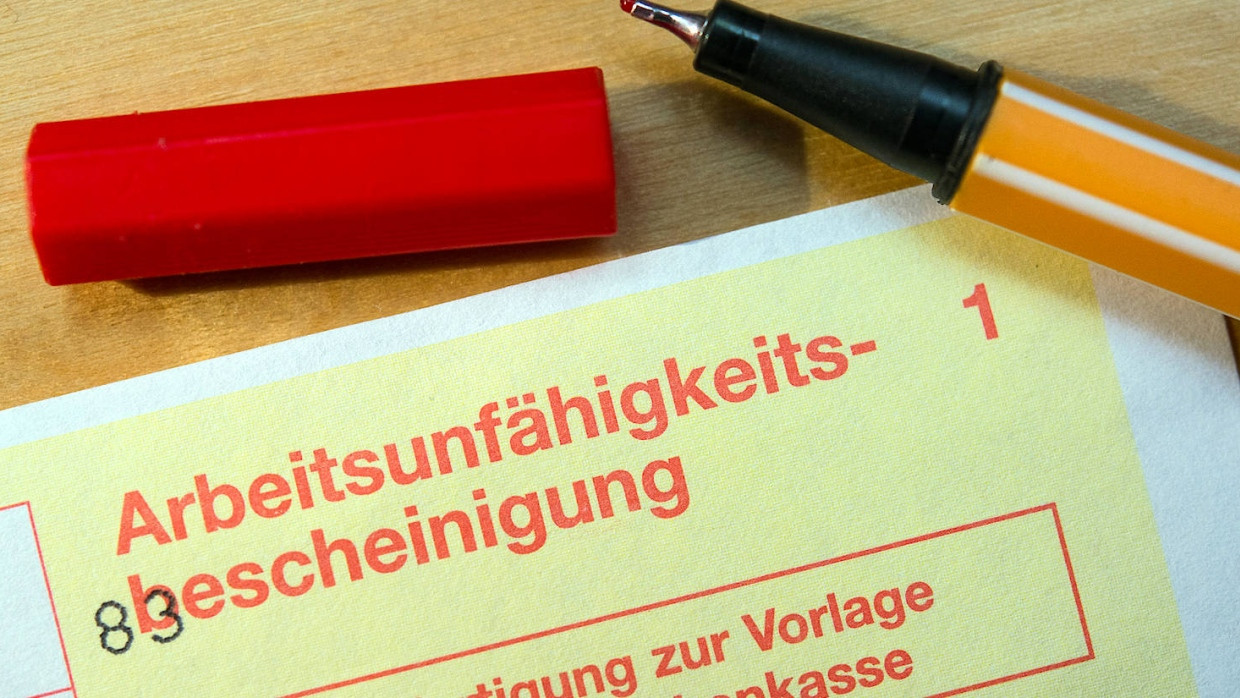 Arbeitsunfähigkeits- 1
bescheinigung
83
zur Vorlage